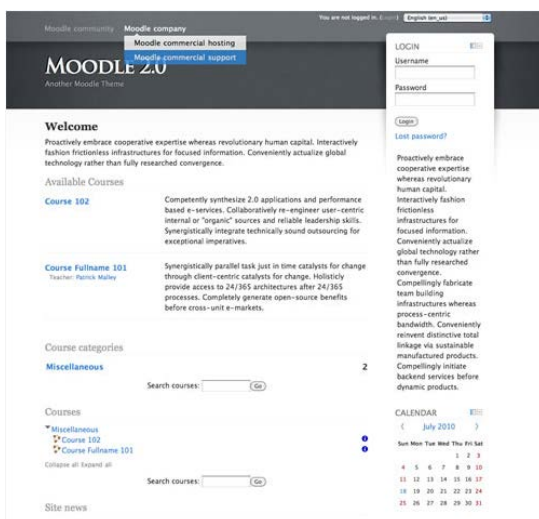 You are not logged in. (Login) English (en_us)
Moodle community Moodle company
Moodle commercial hosting
Moodle commercial support
MOODLE 2.0
Another Moodle Theme
Welcome
Proactively embrace cooperative expertise whereas revolutionary human capital. Interactively
fashion frictionless infrastructures for focused information. Conveniently actualize global
technology rather than fully researched convergence.
Available Courses
Course 102
Competently synthesize 2.0 applications and performance
based e-services. Collaboratively re-engineer user-centric
internal or "organic" sources and reliable leadership skills.
Synergistically integrate technically sound outsourcing for
exceptional imperatives.
Course Fullname 101
Teacher: Patrick Malley
Synergistically parallel task just in time catalysts for change
through client-centric catalysts for change. Holisticly
provide access to 24/365 architectures after 24/365
processes. Completely generate open-source benefits
before cross-unit e-markets.
Course categories
Miscellaneous 2
Search courses: Go
Courses
Miscellaneous
Course 102
Course Fullname 101
Collapse all Expand all
Search courses: Go
Site news
LOGIN
Username
Password
Login
Lost password?
Proactively embrace
cooperative expertise
whereas revolutionary
human capital.
Interactively fashion
frictionless
infrastructures for
focused information.
Conveniently actualize
global technology rather
than fully researched
convergence.
Compellingly fabricate
team building
infrastructures whereas
process-centric
bandwidth. Conveniently
reinvent distinctive total
linkage via sustainable
manufactured products.
Compellingly initiate
backend services before
dynamic products.
CALENDAR
July 2010
Sun Mon Tue Wed Thu Fri Sat
1 2 3
4 5 6 7 8 9 10
11 12 13 14 15 16 17
18 19 20 21 22 23 24
25 26 27 28 29 30 31